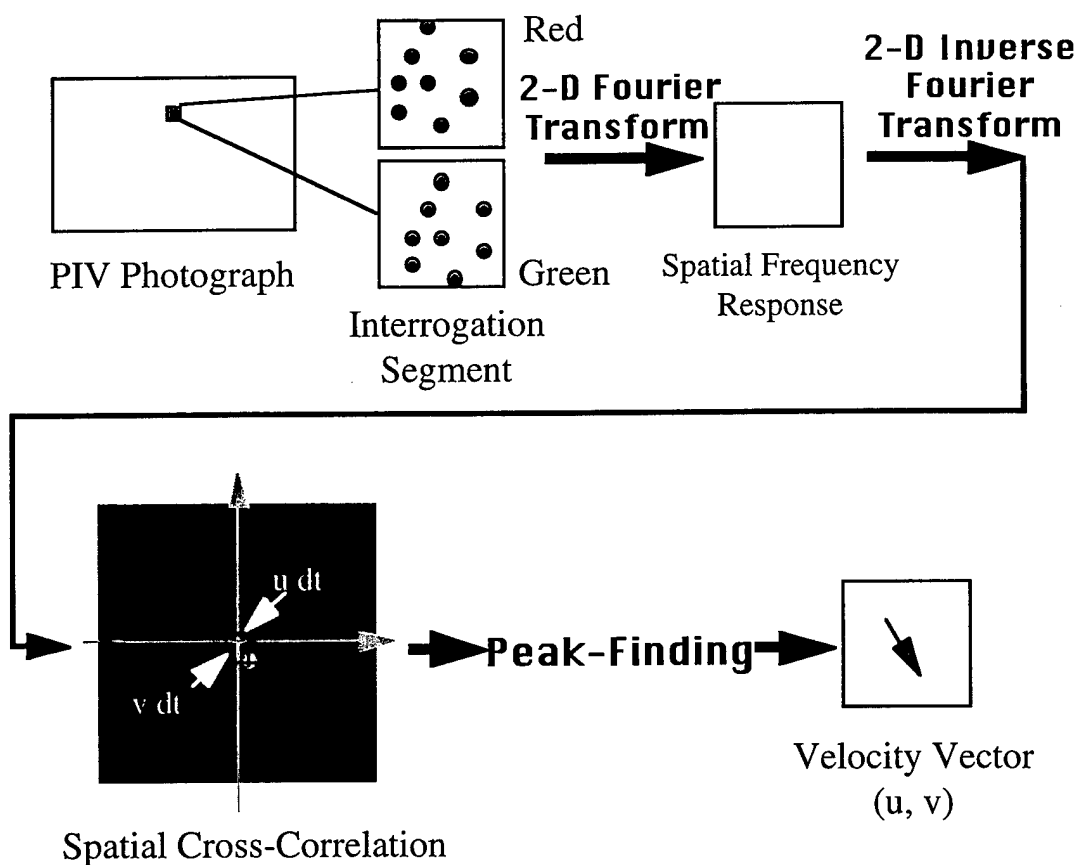 Red
2-D Fourier
Transform
2-D Inverse
Fourier
Transform
PIV Photograph
Green
Interrogation
Segment
Spatial Frequency
Response
u dt
v dt
Peak-Finding
Velocity Vector
(u, v)
Spatial Cross-Correlation